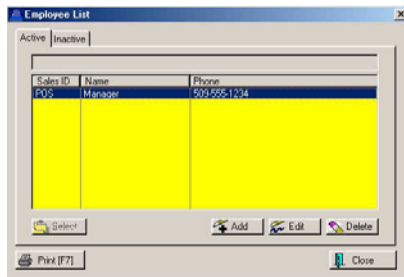 Employee List
Active Inactive
Sales ID Name Phone
POS Manager 509-555-1234
Select Add Edit Delete
Print [F7] Close